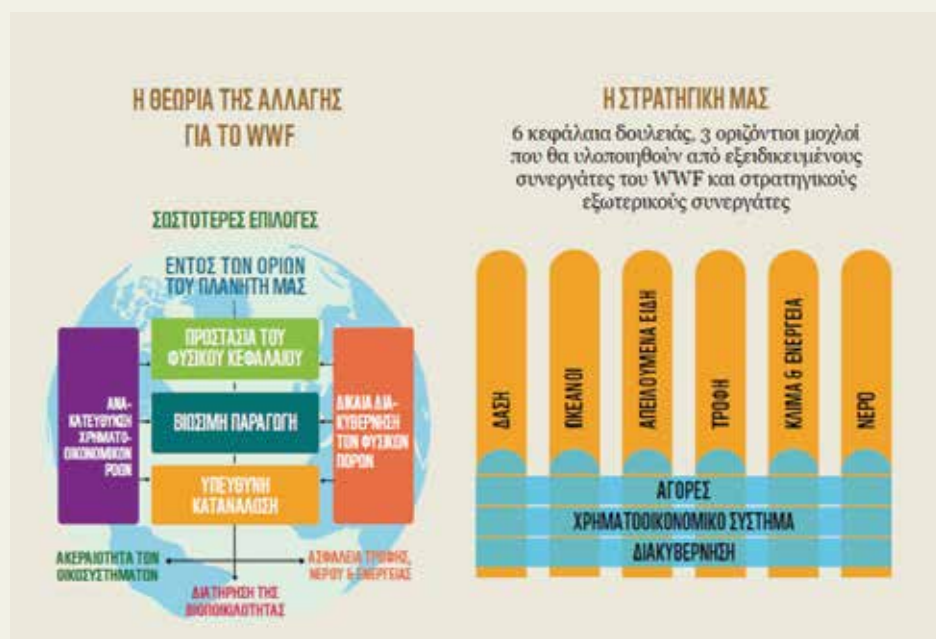 Η ΘΕΩΡΙΑ ΤΗΣ ΑΛΛΑΓΗΣ
ΓΙΑ ΤΟ WWF
ΣΩΣΤΟΤΕΡΕΣ ΕΠΙΛΟΓΕΣ
ΕΝΤΟΣ ΤΩΝ ΟΡΙΩΝ
ΤΟΥ ΠΛΑΝΗΤΗ ΜΑΣ
ΠΡΟΣΤΑΣΙΑ ΤΟΥ
ΦΥΣΙΚΟΥ ΚΕΦΑΛΑΙΟΥ
ΑΝΑ-
ΚΑΤΕΥΘΥΝΣΗ
ΧΡΗΜΑΤΟ-
ΟΙΚΟΝΟΜΙΚΩΝ
ΡΟΩΝ
ΒΙΩΣΙΜΗ ΠΑΡΑΓΩΓΗ
ΔΙΚΑΙΑ ΔΙΑ-
ΚΥΒΕΡΝΗΣΗ
ΤΩΝ ΦΥΣΙΚΩΝ
ΠΟΡΩΝ
ΥΠΕΥΘΥΝΗ
ΚΑΤΑΝΑΛΩΣΗ
ΑΚΕΡΑΙΟΤΗΤΑ ΤΩΝ
ΟΙΚΟΣΥΣΤΗΜΑΤΩΝ
ΔΙΑΤΗΡΗΣΗ ΤΗΣ
ΒΙΟΠΟΙΚΙΛΟΤΗΤΑΣ
ΑΣΦΑΛΕΙΑ ΤΡΟΦΗΣ,
ΝΕΡΟΥ & ΕΝΕΡΓΕΙΑΣ
Η ΣΤΡΑΤΗΓΙΚΗ ΜΑΣ
6 κεφάλαια δουλειάς, 3 οριζόντιοι μοχλοί
που θα υλοποιηθούν από εξειδικευμένους
συνεργάτες του WWF και στρατηγικούς
εξωτερικούς συνεργάτες
ΔΑΣΗ
ΩΚΕΑΝΟΙ
ΑΠΕΙΛΟΥΜΕΝΑ ΕΙΔΗ
ΤΡΟΦΗ
ΚΛΙΜΑ & ΕΝΕΡΓΕΙΑ
ΝΕΡΟ
ΑΓΟΡΕΣ
ΧΡΗΜΑΤΟΟΙΚΟΝΟΜΙΚΟ ΣΥΣΤΗΜΑ
ΔΙΑΚΥΒΕΡΝΗΣΗ